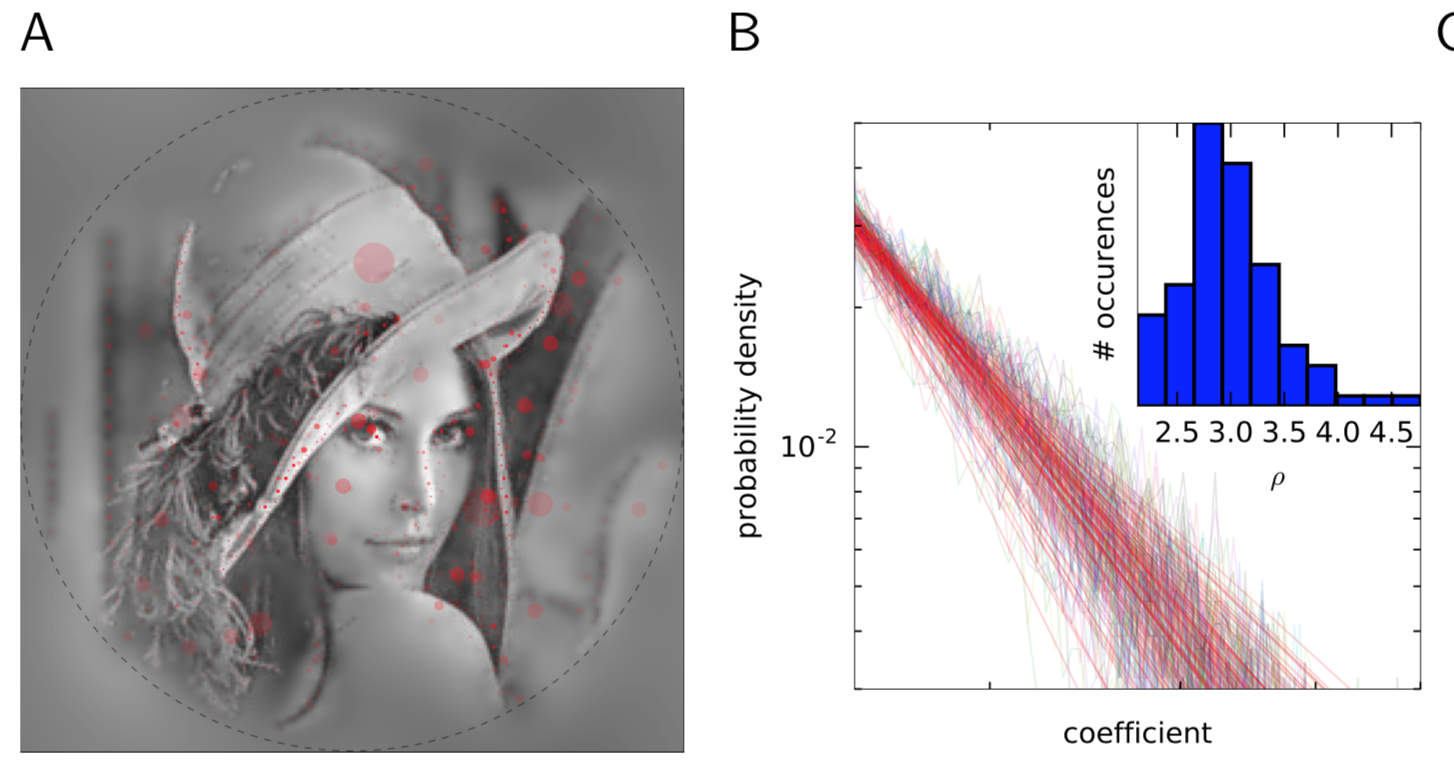 A
B
probability density
10-2
coefficient
# occurences
2.5 3.0 3.5 4.0 4.5
ρ